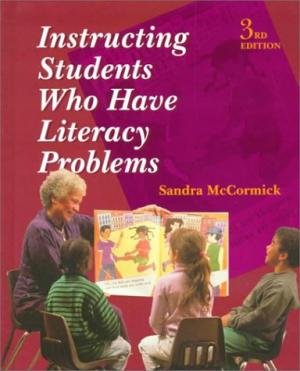 Instructing
Students
Who Have
Literacy
Problems
3RD
EDITION
Sandra McCormick